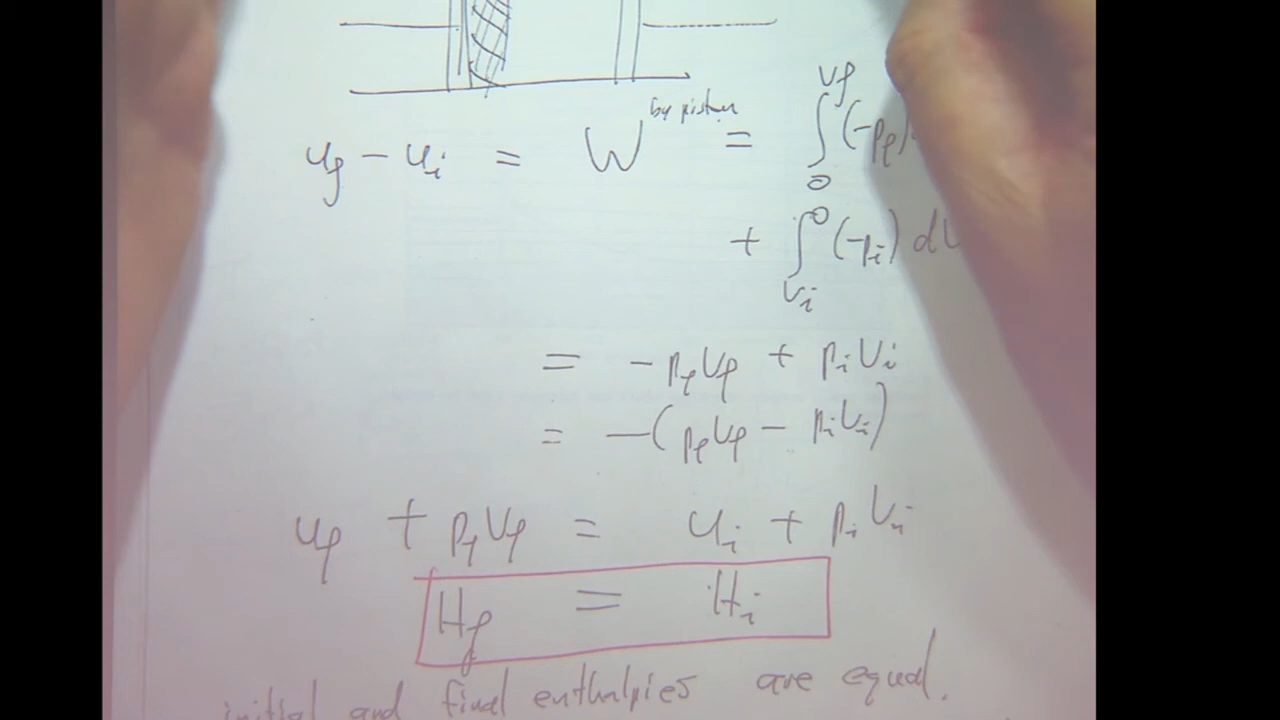 u_f - u_i = W^{by piston} = ∫_0^{V_f} (-p_f)
+ ∫_{V_i}^0 (-p_i) dV
= -p_f V_f + p_i V_i
= -(p_f V_f - p_i V_i)
u_f + p_f V_f = u_i + p_i V_i
H_f = H_i
initial and final enthalpies are equal.